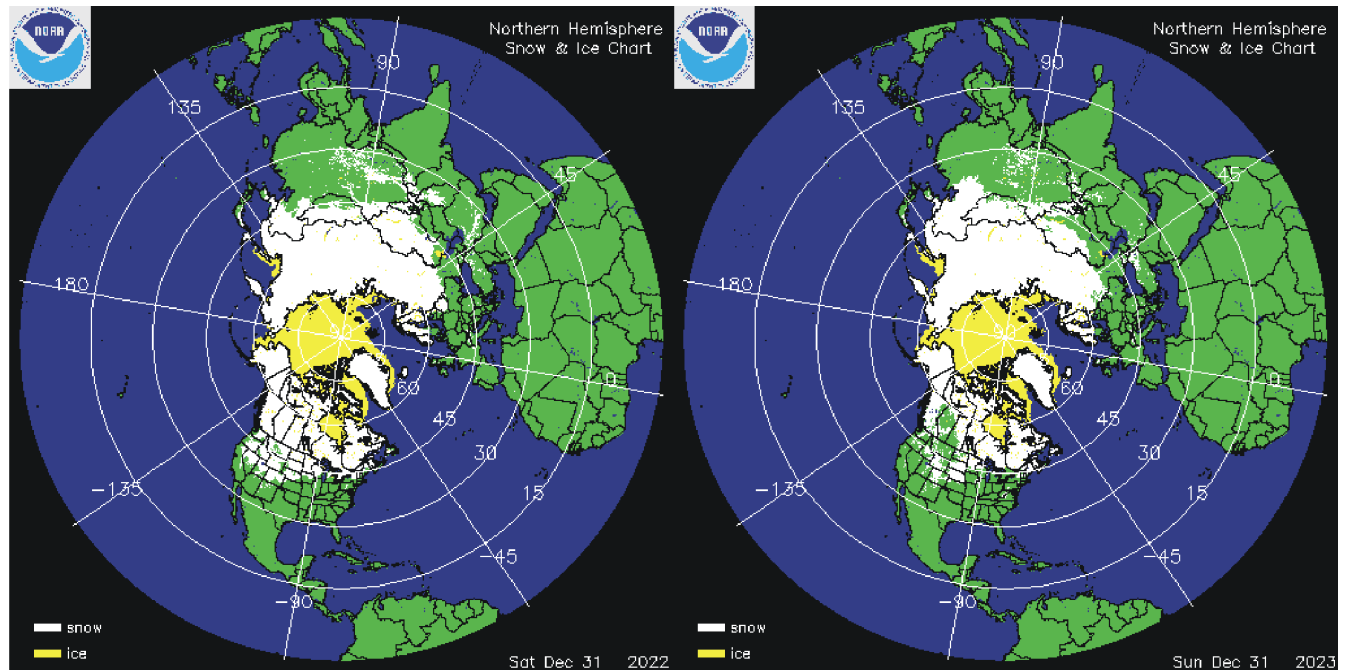 NOAA
Northern Hemisphere
Snow & Ice Chart
90
135
45
180
90
0
60
45
30
15
-135
-45
-90
snow
ice
Sat Dec 31 2022
NOAA
Northern Hemisphere
Snow & Ice Chart
90
135
45
180
90
0
60
45
30
15
-135
-45
-90
snow
ice
Sun Dec 31 2023